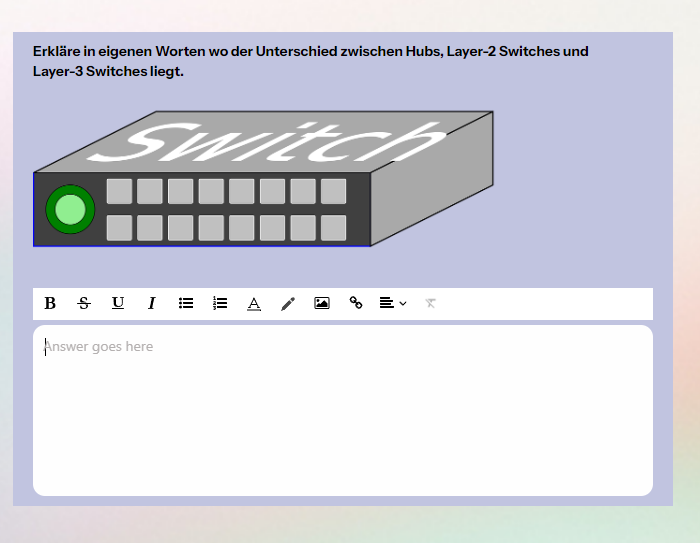 Erkläre in eigenen Worten wo der Unterschied zwischen Hubs, Layer-2 Switches und
Layer-3 Switches liegt.
Switch
B S U I A
Answer goes here